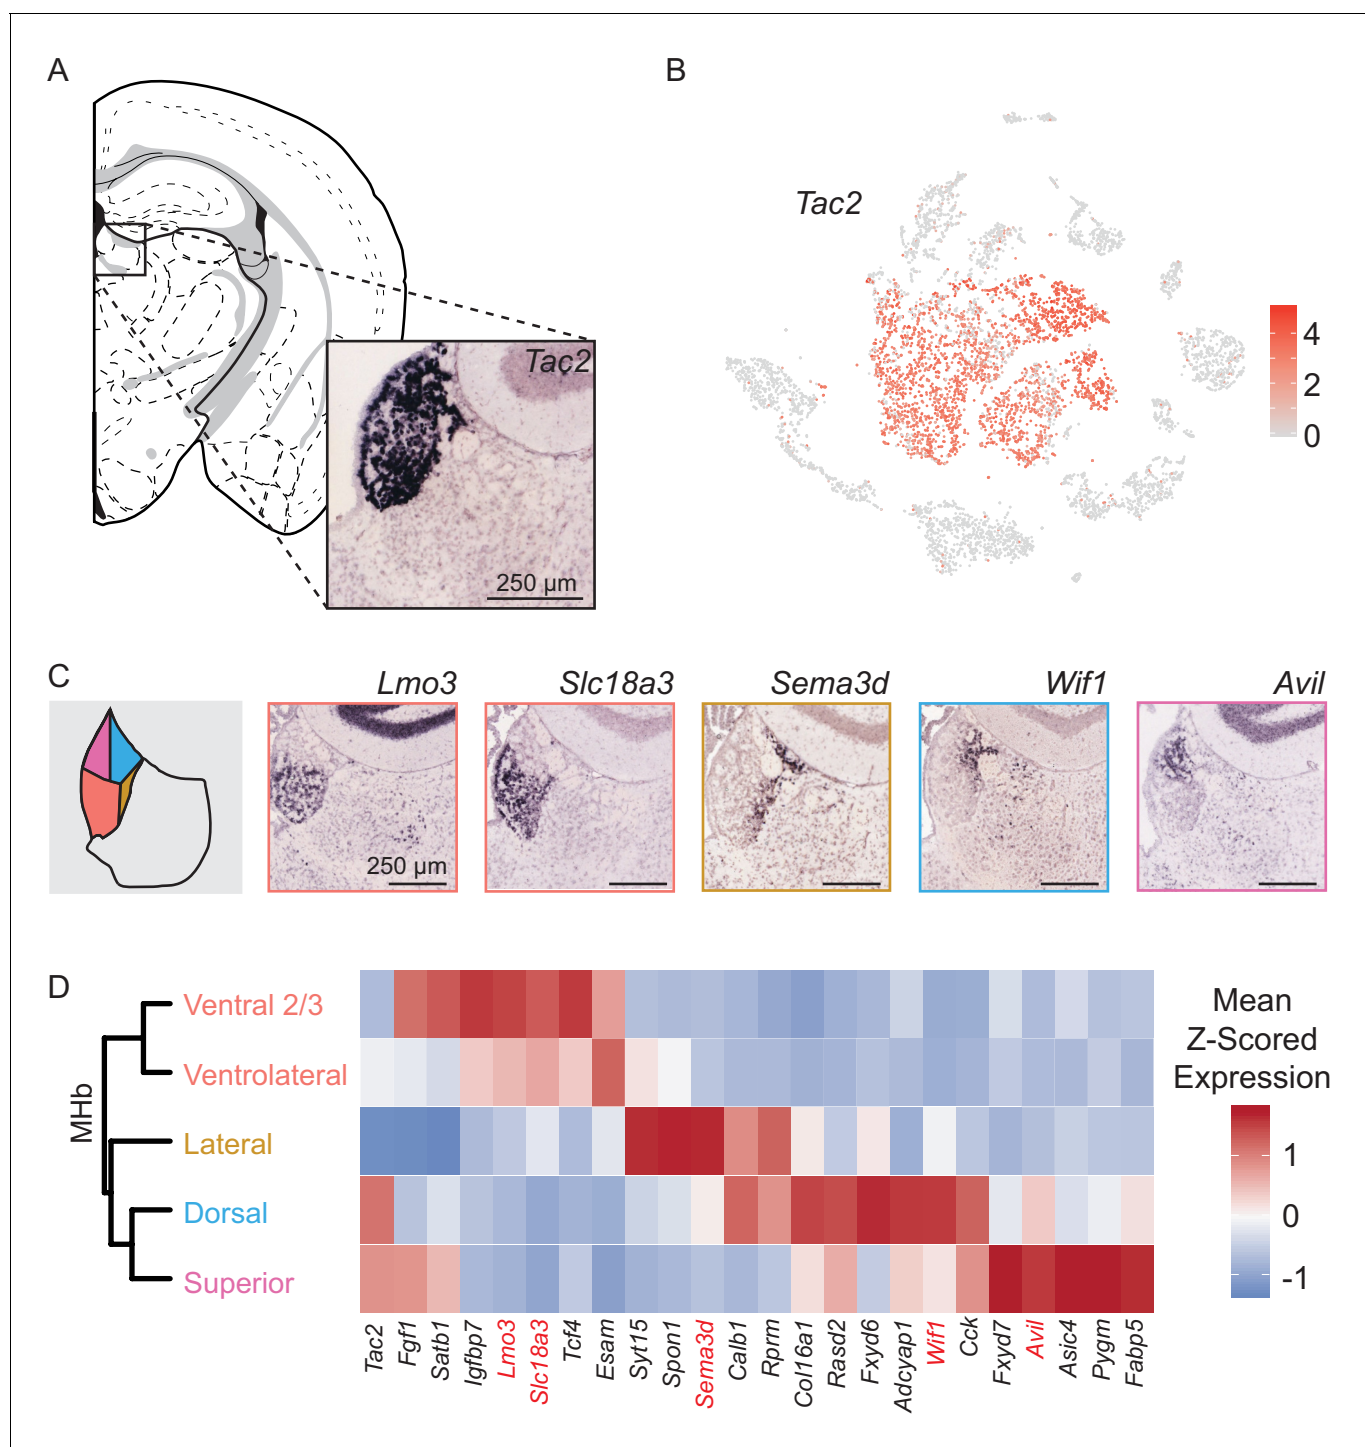 A
B
Tac2
Tac2
250 µm
4
2
0
C
Lmo3
Slc18a3
Sema3d
Wif1
Avil
250 µm
D
MHb
Ventral 2/3
Ventrolateral
Lateral
Dorsal
Superior
Mean
Z-Scored
Expression
1
0
-1
Tac2
Fgf1
Satb1
Igfbp7
Lmo3
Slc18a3
Tcf4
Esam
Syt15
Spon1
Sema3d
Calb1
Rprm
Col16a1
Rasd2
Fxyd6
Adcyap1
Wif1
Cck
Fxyd7
Avil
Asic4
Pygm
Fabp5